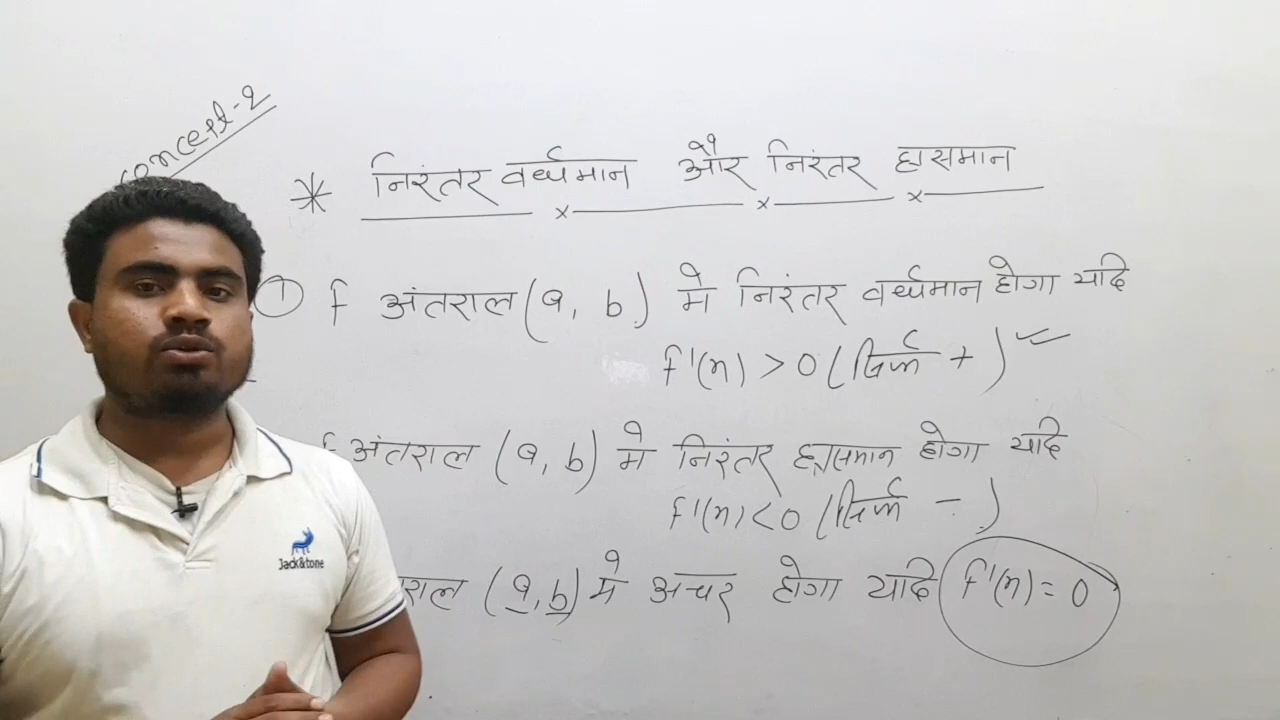 concept-2
* निरंतर वर्धमान और निरंतर ह्रासमान
① f अंतराल (a, b) मे निरंतर वर्धमान होगा यदि
f'(x) > 0 (सिर्फ + )
f अंतराल (a, b) मे निरंतर ह्रासमान होगा यदि
f'(x) < 0 (सिर्फ - )
राल (a, b) मे अचर होगा यदि f'(x) = 0
Jack&tone